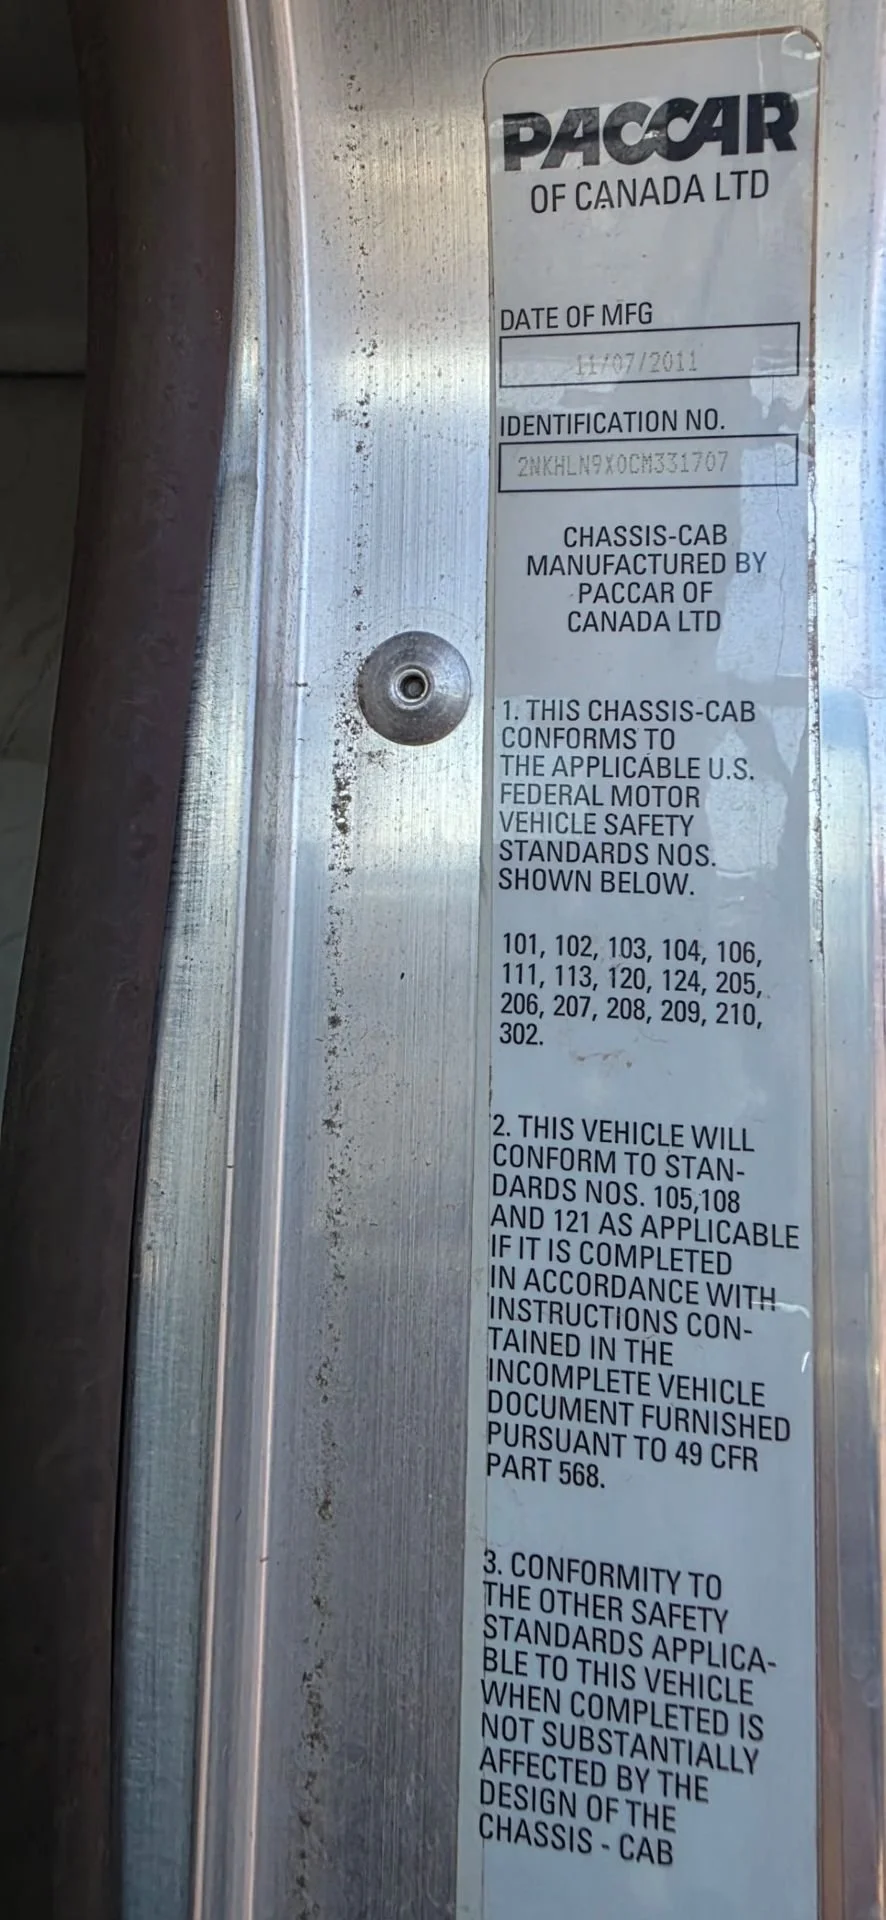 PACCAR
OF CANADA LTD
DATE OF MFG
11/07/2011
IDENTIFICATION NO.
2NKHLN9X0CM331707
CHASSIS-CAB
MANUFACTURED BY
PACCAR OF
CANADA LTD
1. THIS CHASSIS-CAB
CONFORMS TO
THE APPLICABLE U.S.
FEDERAL MOTOR
VEHICLE SAFETY
STANDARDS NOS.
SHOWN BELOW.
101, 102, 103, 104, 106,
111, 113, 120, 124, 205,
206, 207, 208, 209, 210,
302.
2. THIS VEHICLE WILL
CONFORM TO STAN-
DARDS NOS. 105,108
AND 121 AS APPLICABLE
IF IT IS COMPLETED
IN ACCORDANCE WITH
INSTRUCTIONS CON-
TAINED IN THE
INCOMPLETE VEHICLE
DOCUMENT FURNISHED
PURSUANT TO 49 CFR
PART 568.
3. CONFORMITY TO
THE OTHER SAFETY
STANDARDS APPLICA-
BLE TO THIS VEHICLE
WHEN COMPLETED IS
NOT SUBSTANTIALLY
AFFECTED BY THE
DESIGN OF THE
CHASSIS - CAB